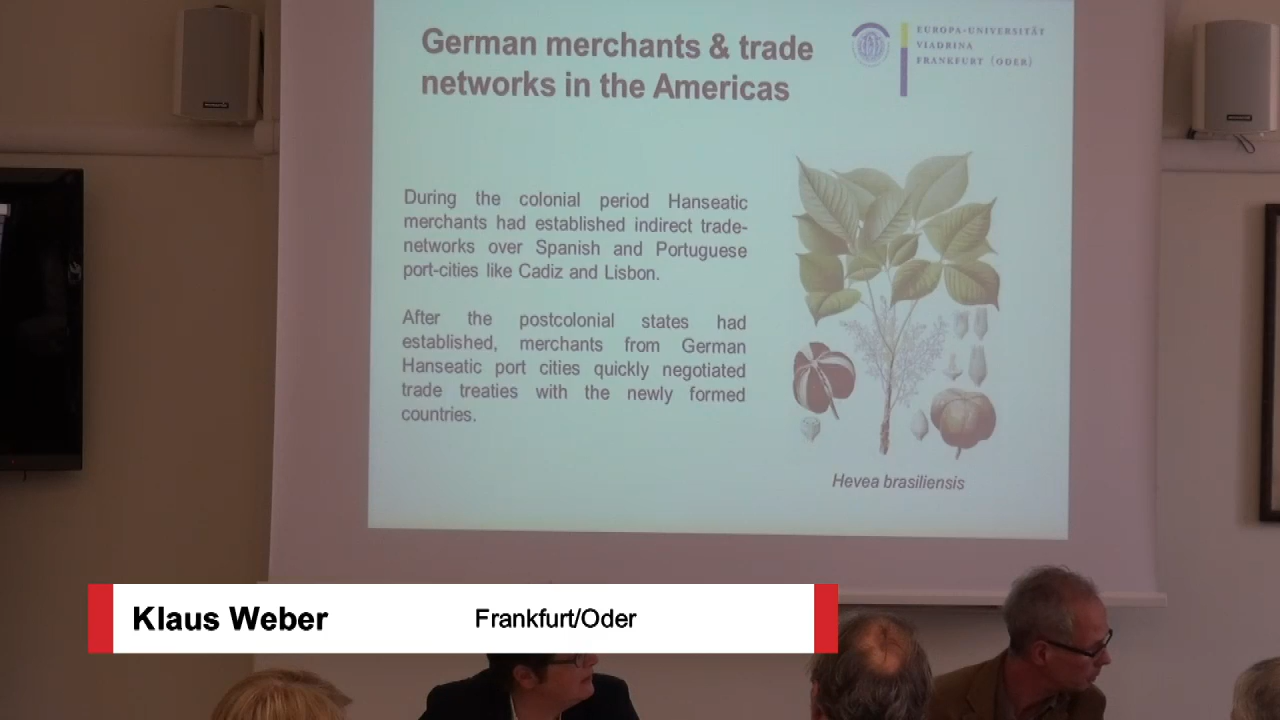 German merchants & trade
networks in the Americas
EUROPA-UNIVERSITÄT
VIADRINA
FRANKFURT (ODER)
During the colonial period Hanseatic
merchants had established indirect trade-
networks over Spanish and Portuguese
port-cities like Cadiz and Lisbon.
After the postcolonial states had
established, merchants from German
Hanseatic port cities quickly negotiated
trade treaties with the newly formed
countries.
Hevea brasiliensis
Klaus Weber Frankfurt/Oder